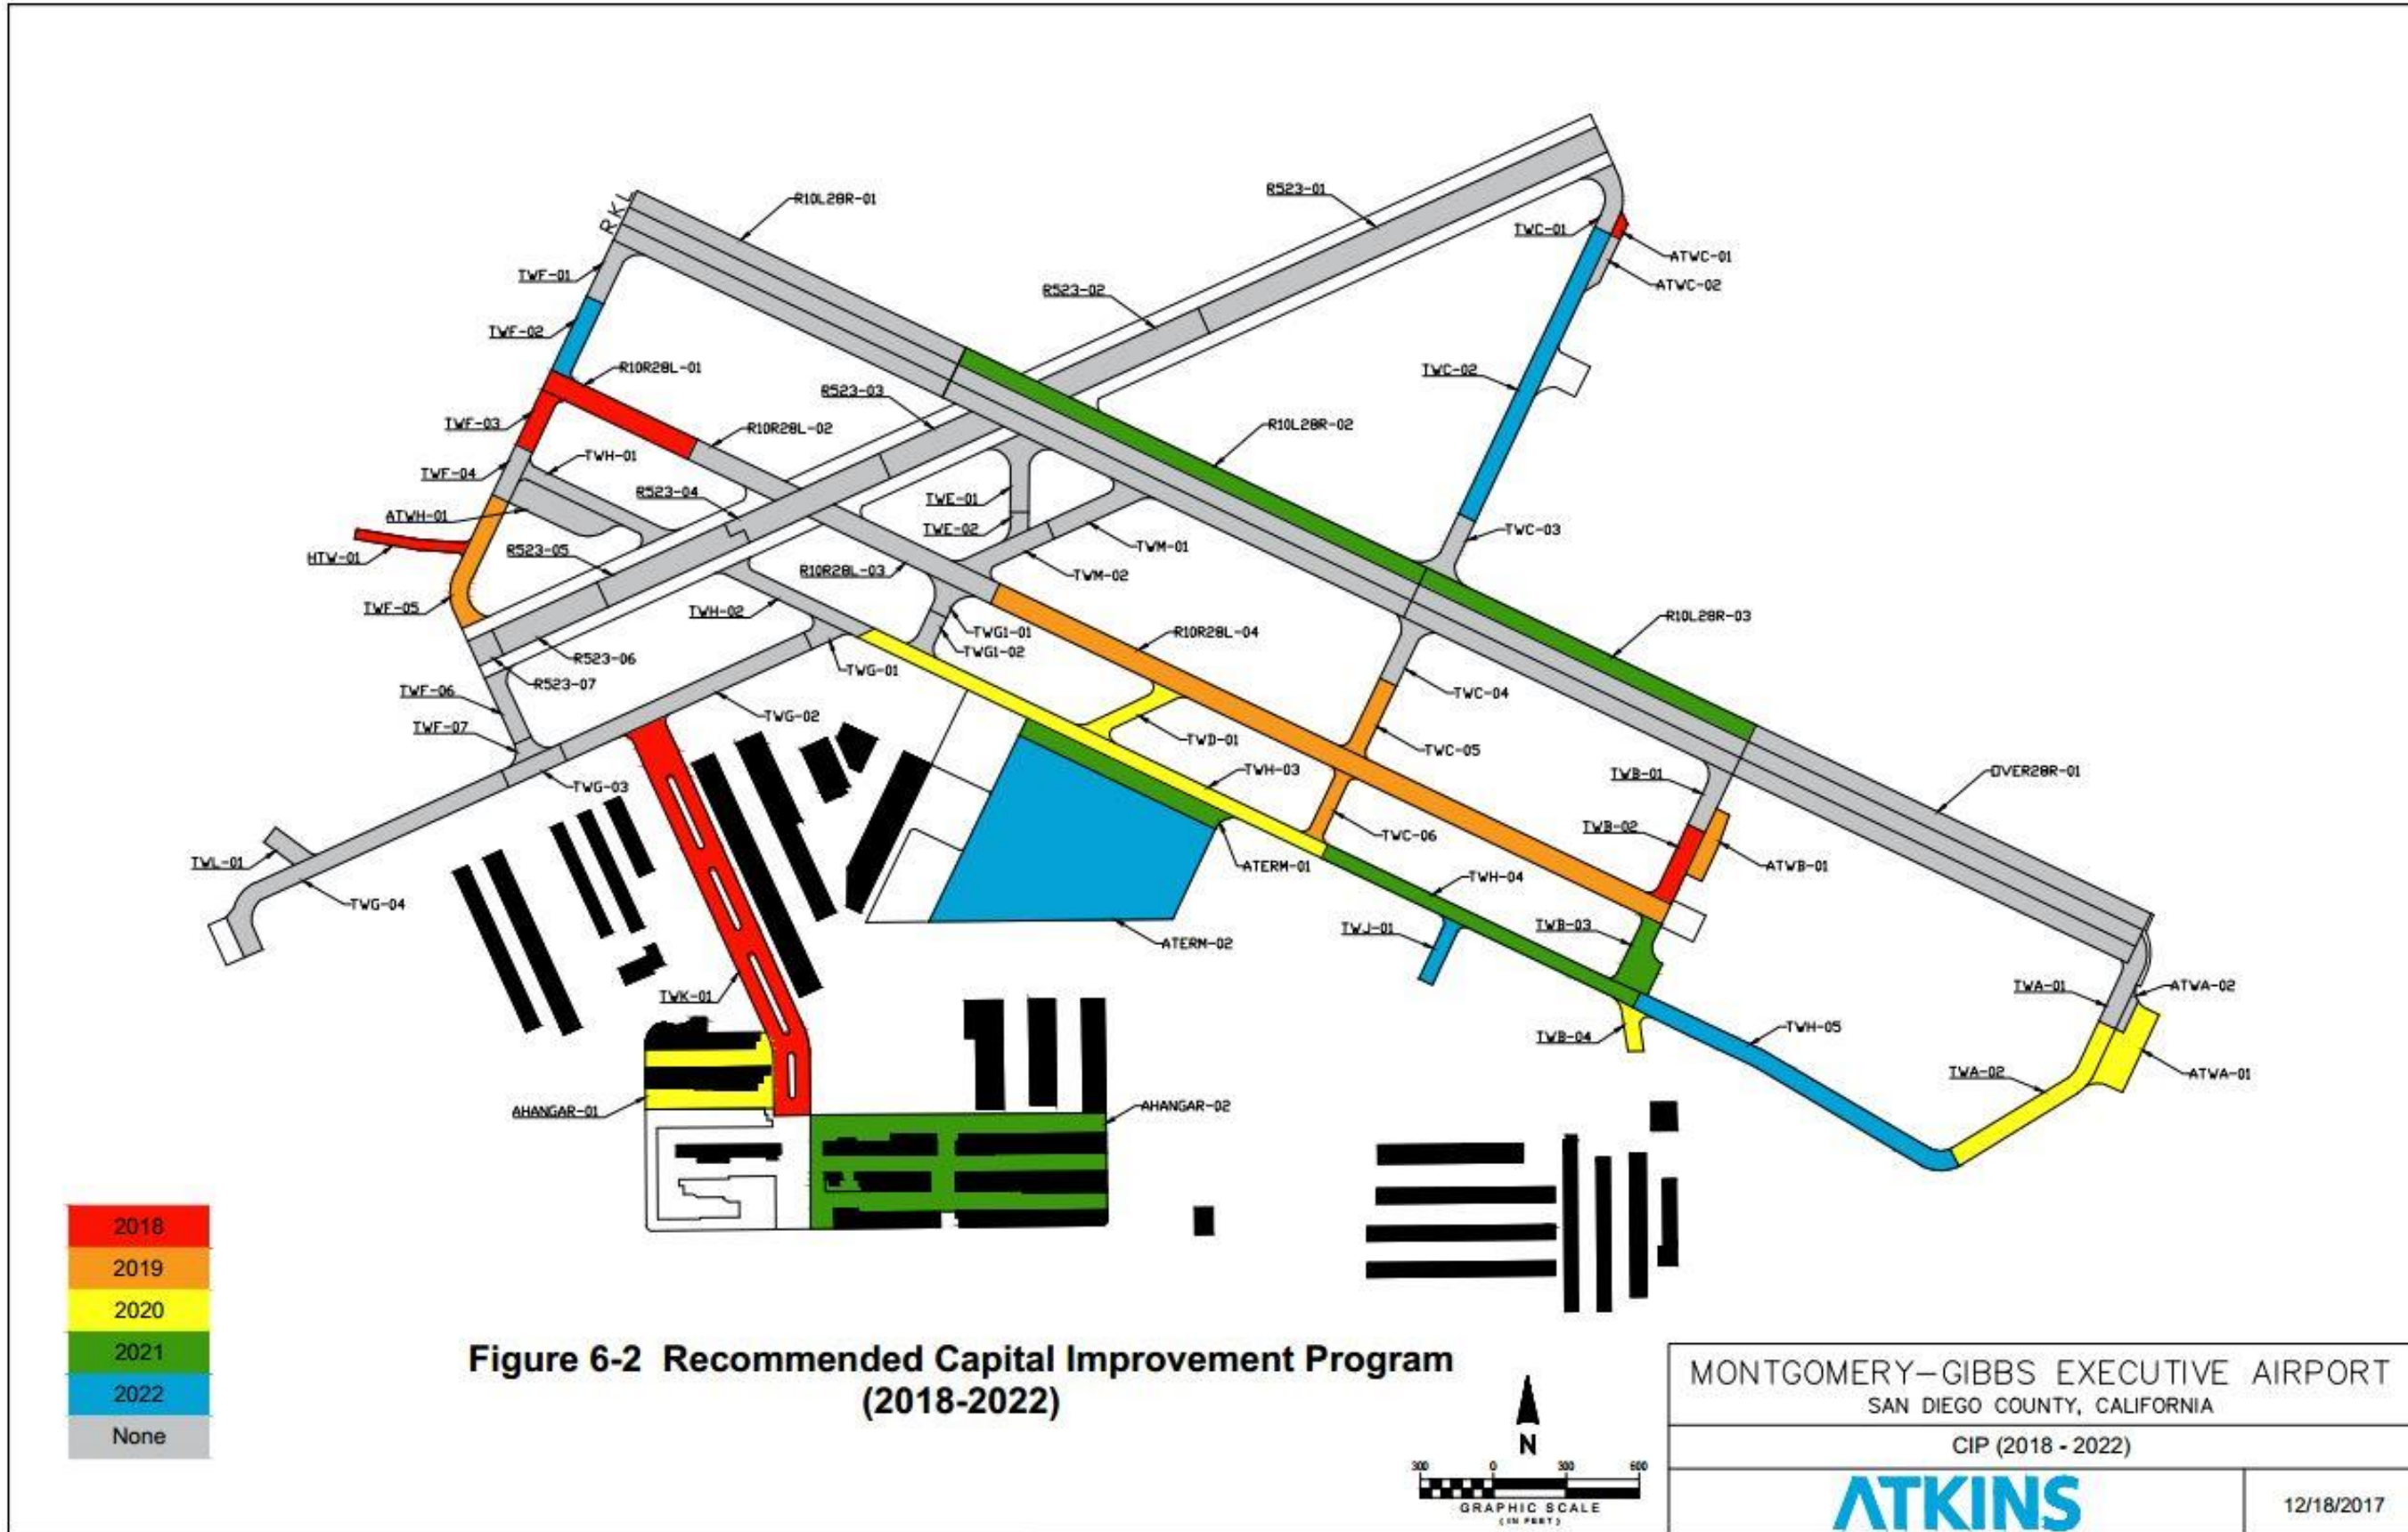 R10L28R-01
R523-01
RKL
TWC-01
ATWC-01
ATWC-02
TWF-01
R523-02
TWF-02
R10R28L-01
R523-03
TWC-02
TWF-03
R10R28L-02
R10L28R-02
TWH-01
TWF-04
R523-04
TWE-01
ATWH-01
TWE-02
TWC-03
R523-05
TWM-01
HTW-01
R10R28L-03
TWM-02
TWF-05
TWH-02
TWG1-01
R10R28L-04
R10L28R-03
TWG1-02
R523-06
TWG-01
R523-07
TWF-06
TWC-04
TWG-02
TWF-07
TWD-01
TWC-05
TWH-03
TWB-01
OVER28R-01
TWG-03
TWC-06
TWB-02
TWL-01
ATERM-01
ATWB-01
TWH-04
TWG-04
TWJ-01
TWB-03
ATERM-02
TWA-01
ATWA-02
TWK-01
TWH-05
TWB-04
TWA-02
ATWA-01
AHANGAR-01
AHANGAR-02
2018
2019
2020
2021
2022
None
Figure 6-2 Recommended Capital Improvement Program
(2018-2022)
N
300 0 300 600
GRAPHIC SCALE
(IN FEET)
MONTGOMERY-GIBBS EXECUTIVE AIRPORT
SAN DIEGO COUNTY, CALIFORNIA
CIP (2018 - 2022)
ATKINS
12/18/2017